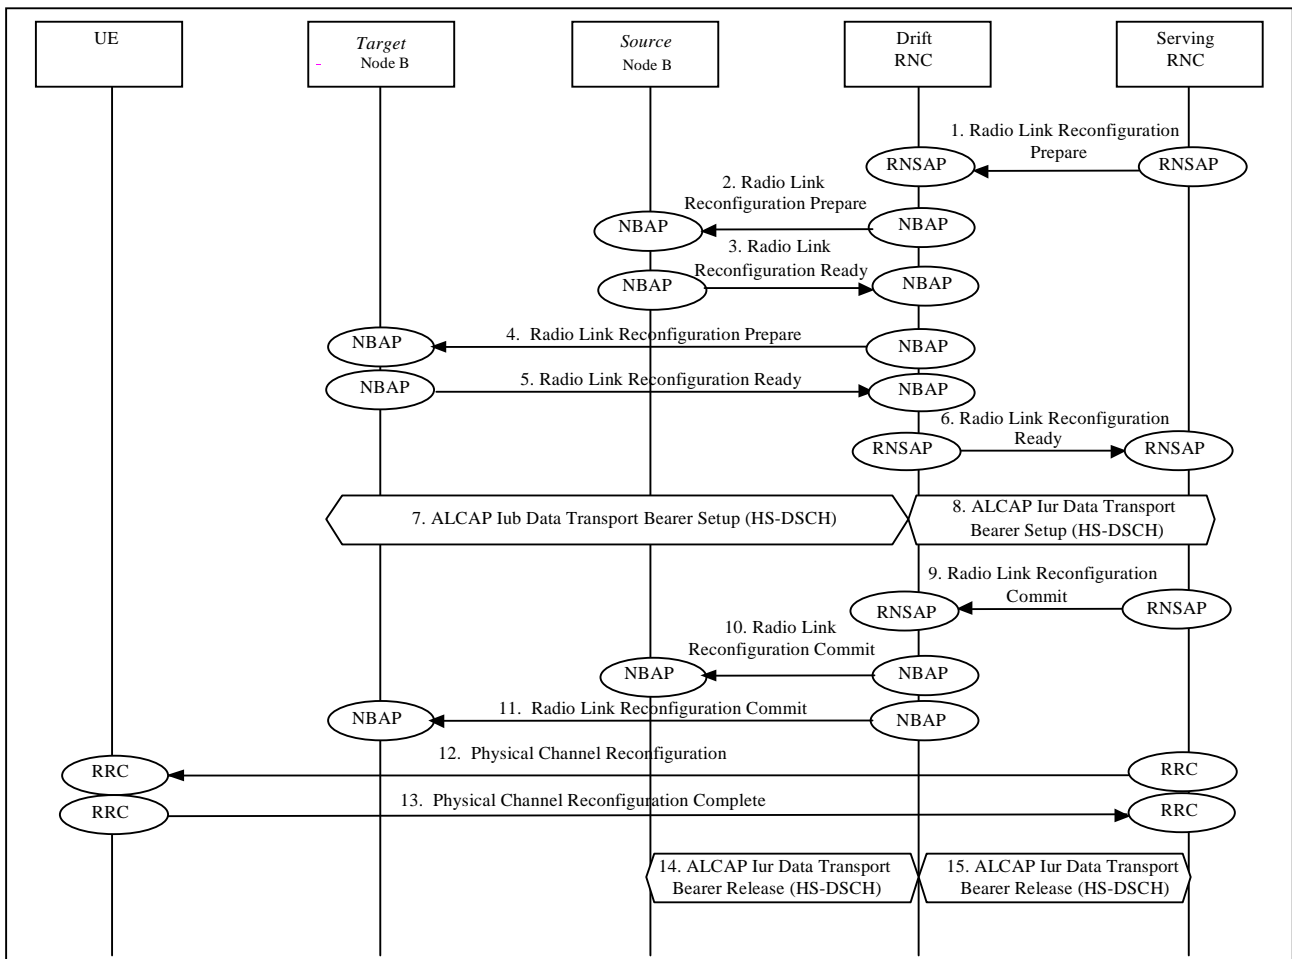 UE
Target
- Node B
Source
Node B
Drift
RNC
Serving
RNC
1. Radio Link Reconfiguration
Prepare
RNSAP
RNSAP
2. Radio Link
Reconfiguration Prepare
NBAP
NBAP
3. Radio Link
Reconfiguration Ready
NBAP
NBAP
4. Radio Link Reconfiguration Prepare
NBAP
NBAP
5. Radio Link Reconfiguration Ready
NBAP
NBAP
6. Radio Link Reconfiguration
Ready
RNSAP
RNSAP
7. ALCAP Iub Data Transport Bearer Setup (HS-DSCH)
8. ALCAP Iur Data Transport
Bearer Setup (HS-DSCH)
9. Radio Link Reconfiguration
Commit
RNSAP
RNSAP
10. Radio Link
Reconfiguration Commit
NBAP
NBAP
11. Radio Link Reconfiguration Commit
NBAP
NBAP
12. Physical Channel Reconfiguration
RRC
RRC
13. Physical Channel Reconfiguration Complete
RRC
RRC
14. ALCAP Iur Data Transport
Bearer Release (HS-DSCH)
15. ALCAP Iur Data Transport
Bearer Release (HS-DSCH)